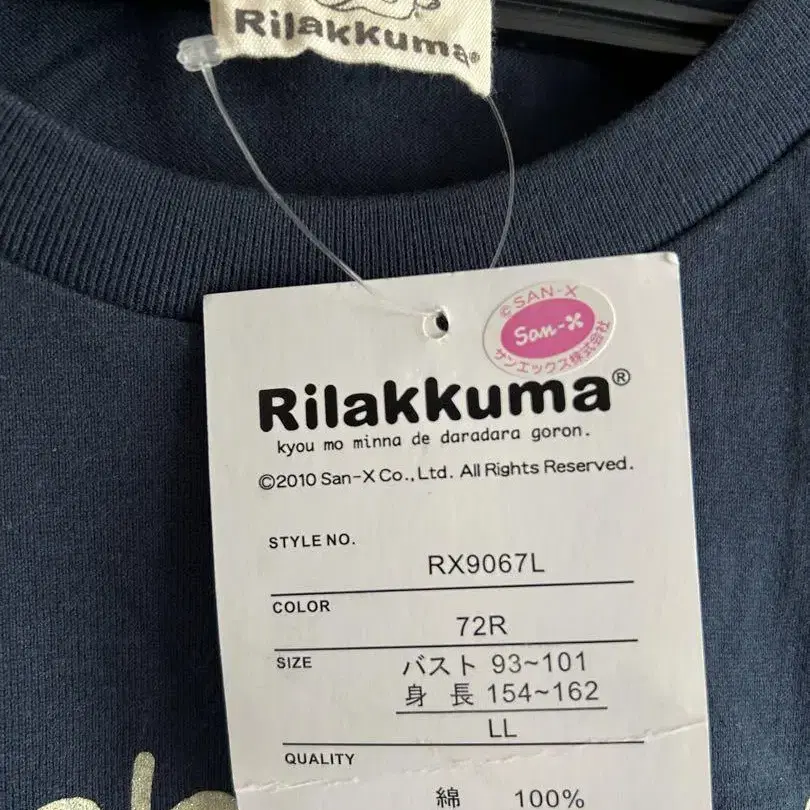 Rilakkuma®
©SAN-X
San-X
サンエックス株式会社
Rilakkuma®
kyou mo minna de daradara goron.
©2010 San-X Co., Ltd. All Rights Reserved.
STYLE NO.
RX9067L
COLOR
72R
SIZE
バスト 93~101
身 長 154~162
LL
QUALITY
綿 100%